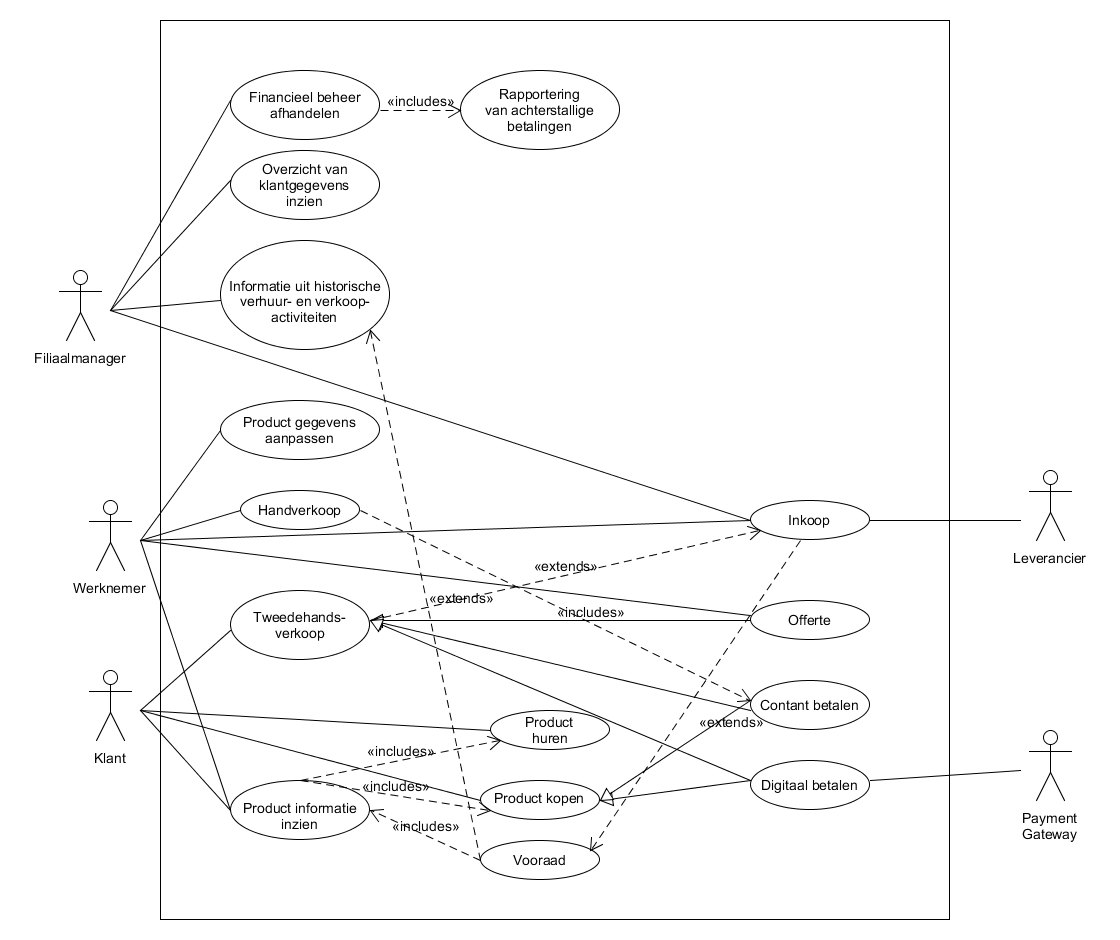 Financieel beheer
afhandelen
«includes»
Rapportering
van achterstallige
betalingen
Overzicht van
klantgegevens
inzien
Informatie uit historische
verhuur- en verkoop-
activiteiten
Filiaalmanager
Product gegevens
aanpassen
Handverkoop
Inkoop
Leverancier
Werknemer
«extends»
«extends»
«includes»
Tweedehands-
verkoop
Offerte
Klant
Contant betalen
«extends»
Product
huren
«includes»
«includes»
Product kopen
Digitaal betalen
Product informatie
inzien
«includes»
Vooraad
Payment
Gateway